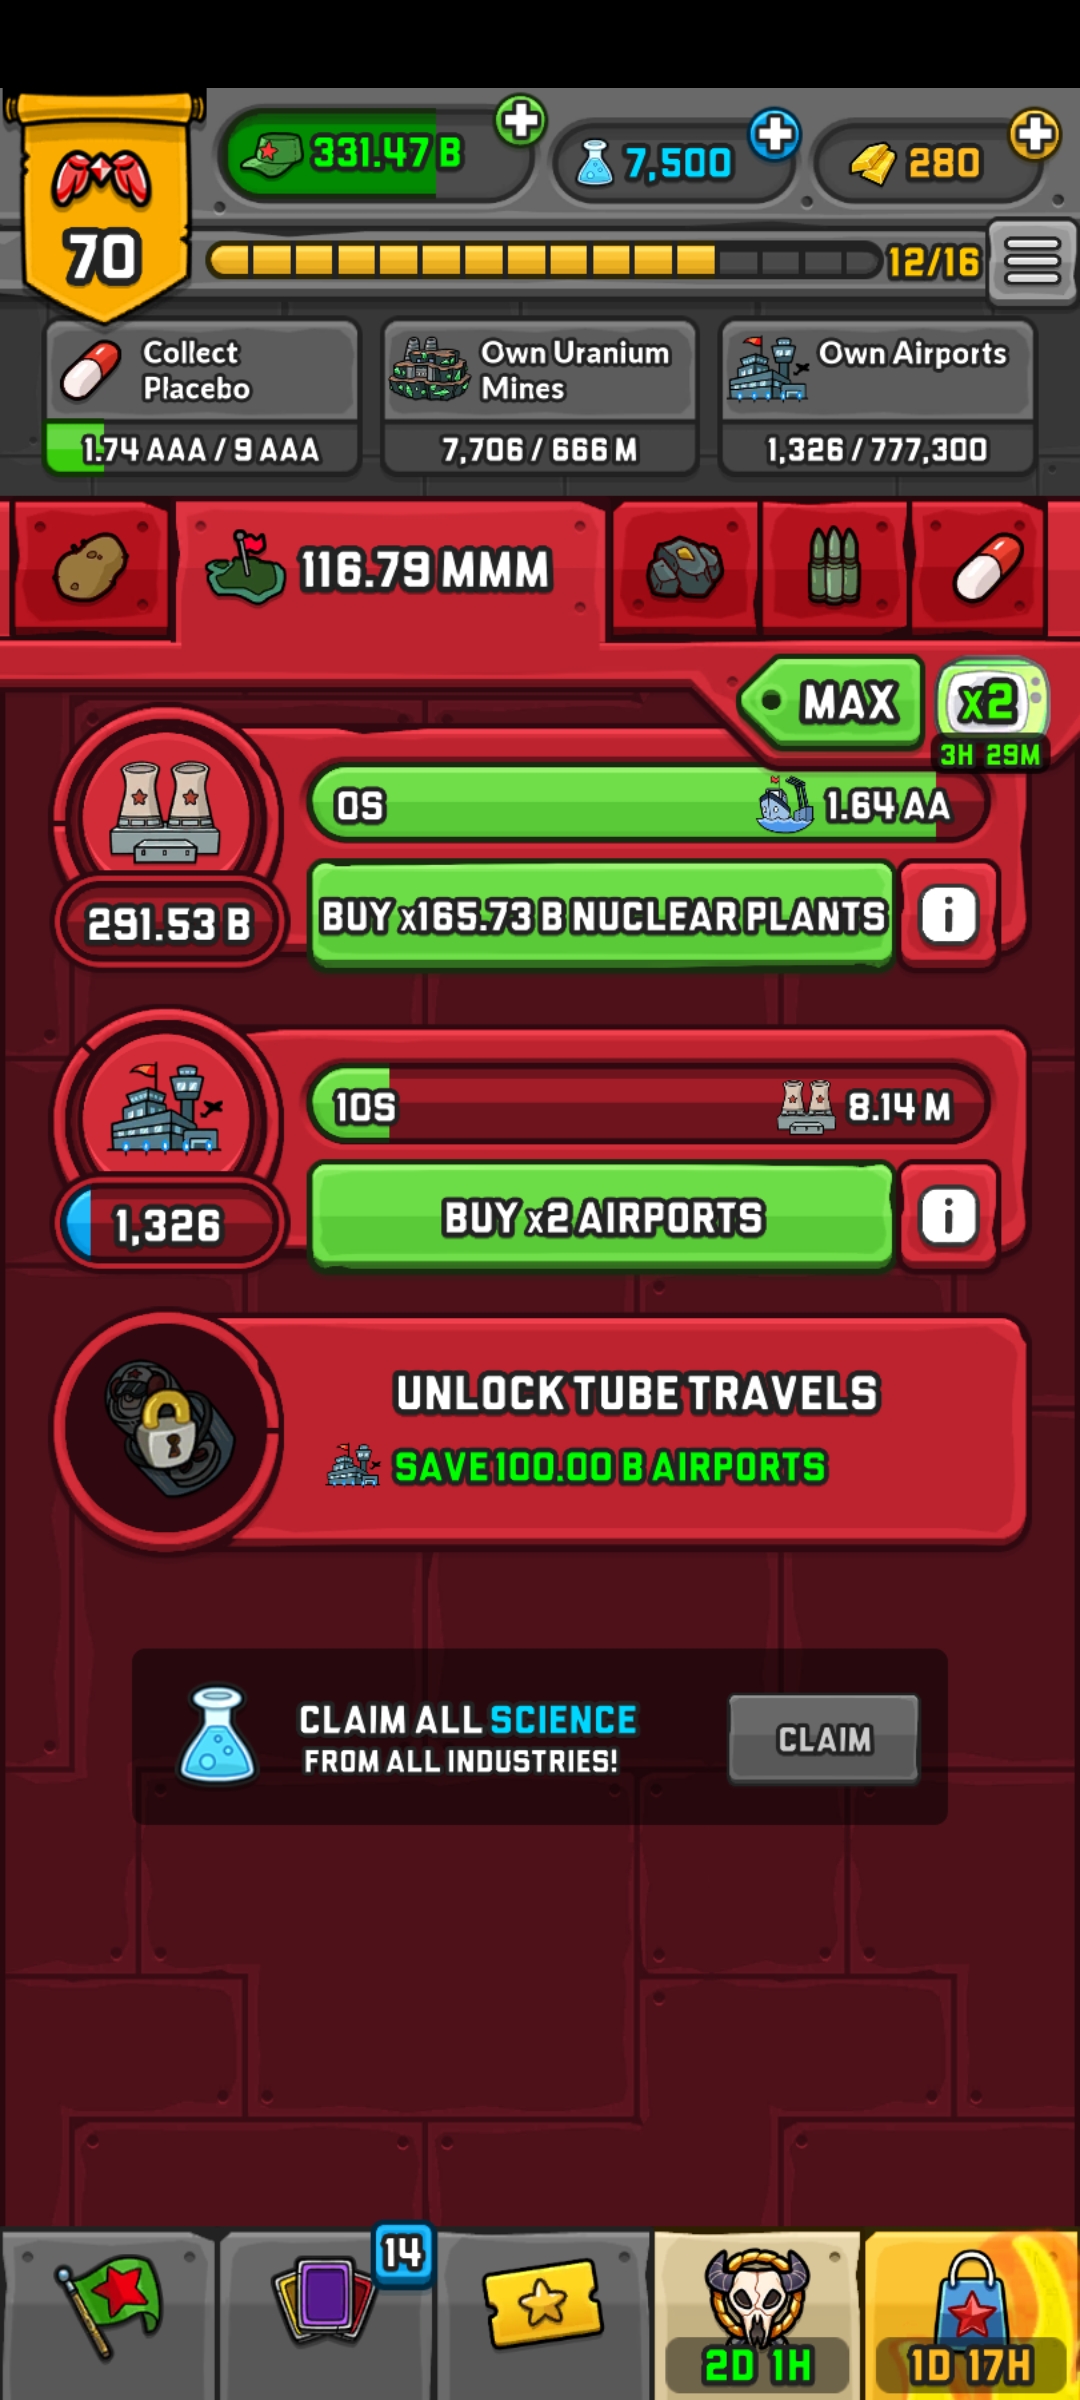 331.47 B
7,500
280
70
12/16
Collect
Placebo
1.74 AAA / 9 AAA
Own Uranium
Mines
7,706 / 666 M
Own Airports
1,326 / 777,300
116.79 MMM
MAX
x2
3H 29M
0S
1.64 AA
291.53 B
BUY x165.73 B NUCLEAR PLANTS
i
10S
8.14 M
1,326
BUY x2 AIRPORTS
i
UNLOCK TUBE TRAVELS
SAVE 100.00 B AIRPORTS
CLAIM ALL SCIENCE
FROM ALL INDUSTRIES!
CLAIM
14
2D 1H
1D 17H